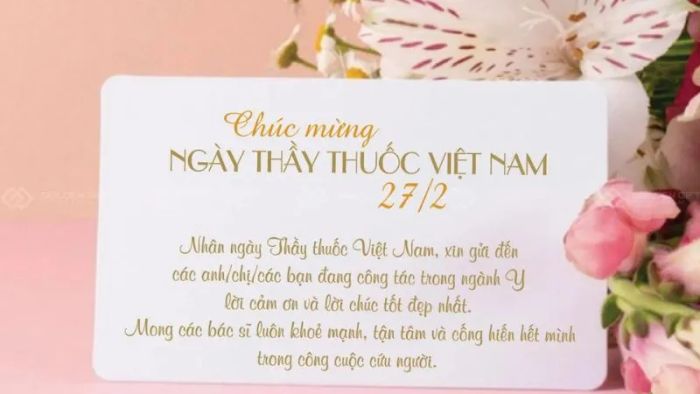 Chúc mừng
NGÀY THẦY THUỐC VIỆT NAM
27/2
Nhân ngày Thầy thuốc Việt Nam, xin gửi đến
các anh/chị/các bạn đang công tác trong ngành Y
lời cảm ơn và lời chúc tốt đẹp nhất.
Mong các bác sĩ luôn khoẻ mạnh, tận tâm và cống hiến hết mình
trong công cuộc cứu người.